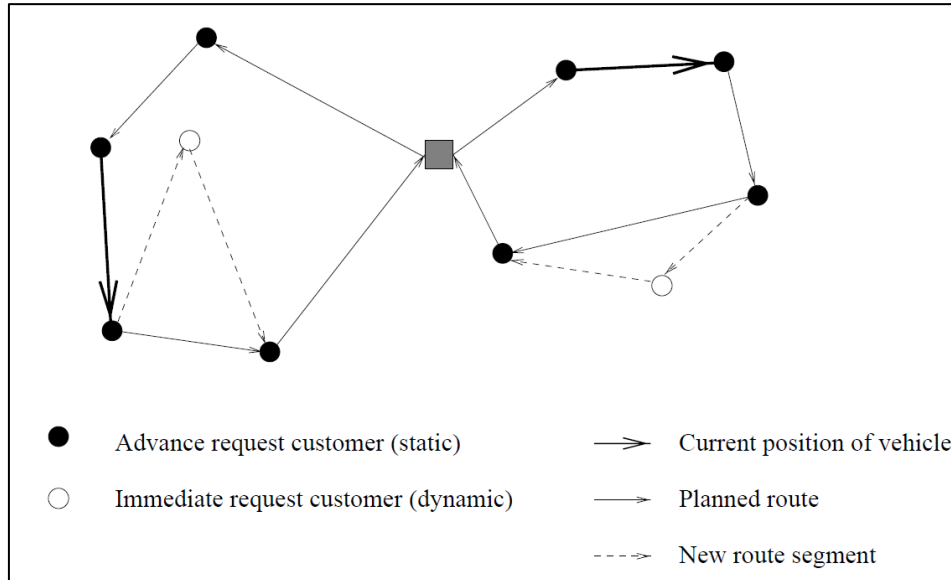 Advance request customer (static)
Immediate request customer (dynamic)
Current position of vehicle
Planned route
New route segment